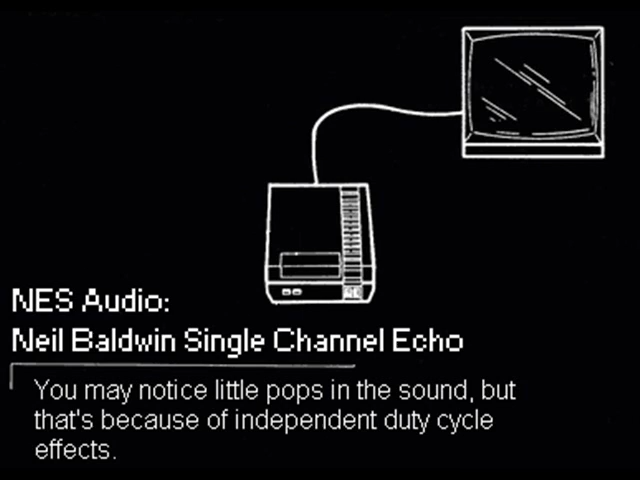 NES Audio:
Neil Baldwin Single Channel Echo
You may notice little pops in the sound, but
that's because of independent duty cycle
effects.